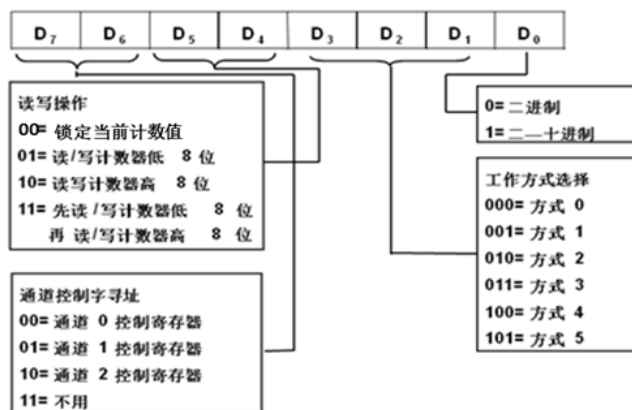 D7 D6 D5 D4 D3 D2 D1 D0
读写操作
00= 锁定当前计数值
01= 读/写计数器低 8 位
10= 读写计数器高 8 位
11= 先读 /写计数器低 8 位
再 读/写计数器高 8 位
通道控制字寻址
00= 通道 0 控制寄存器
01= 通道 1 控制寄存器
10= 通道 2 控制寄存器
11= 不用
0= 二进制
1= 二—十进制
工作方式选择
000= 方式 0
001= 方式 1
010= 方式 2
011= 方式 3
100= 方式 4
101= 方式 5